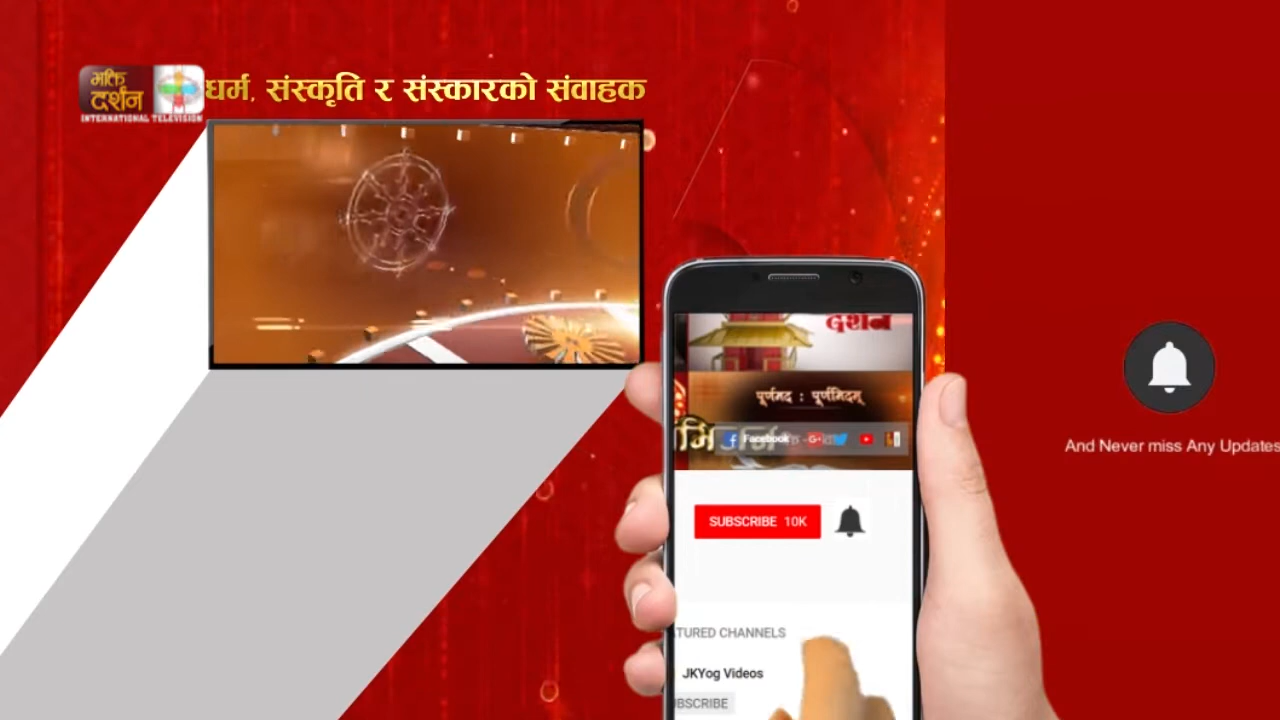 भक्ति
दर्शन
INTERNATIONAL TELEVISION
धर्म, संस्कृति र संस्कारको संवाहक
दर्शन
पूर्णमद : पूर्णमिदम्
Facebook
SUBSCRIBE 10K
And Never miss Any Updates
TURED CHANNELS
JKYog Videos
SCRIBE